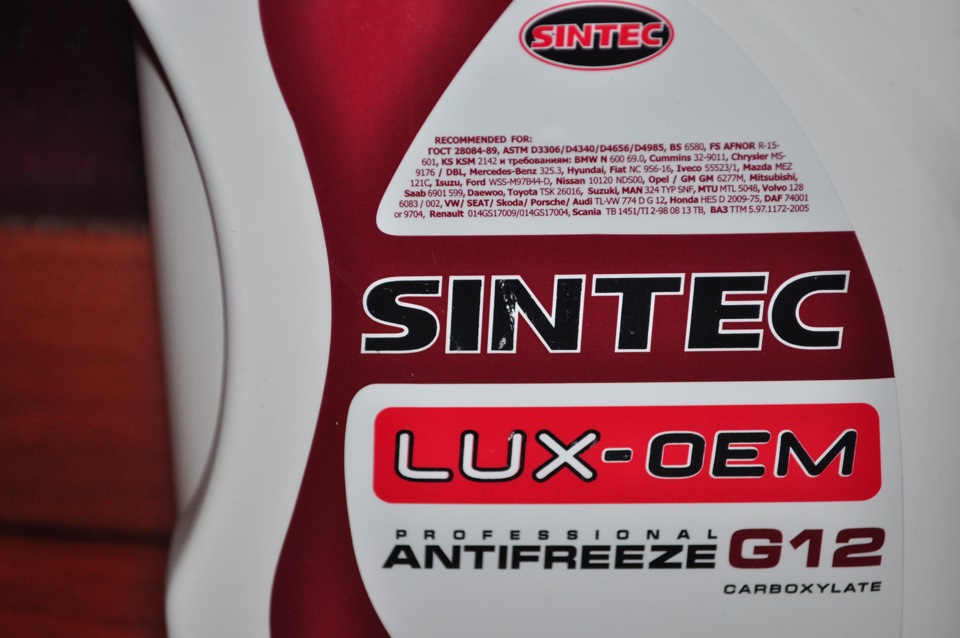 SINTEC
RECOMMENDED FOR:
ГОСТ 28084-89, ASTM D3306/D4340/D4656/D4985, BS 6580, FS AFNOR R-15-
601, KS KSM 2142 и требованиям: BMW N 600 69.0, Cummins 32-9011, Chrysler MS-
9176 / DBL, Mercedes-Benz 325.3, Hyundai, Fiat NC 956-16, Iveco 55523/1, Mazda MEZ
121C, Isuzu, Ford WSS-M97B44-D, Nissan 10120 NDS00, Opel / GM GM 6277M, Mitsubishi,
Saab 6901 599, Daewoo, Toyota TSK 26016, Suzuki, MAN 324 TYP SNF, MTU MTL 5048, Volvo 128
6083 / 002, VW/ SEAT/ Skoda/ Porsche/ Audi TL-VW 774 D G 12, Honda HES D 2009-75, DAF 74001
or 9704, Renault 014GS17009/014GS17004, Scania TB 1451/TI 2-98 08 13 TB, ВАЗ ТТМ 5.97.1172-2005
SINTEC
LUX-OEM
PROFESSIONAL
ANTIFREEZE G12
CARBOXYLATE